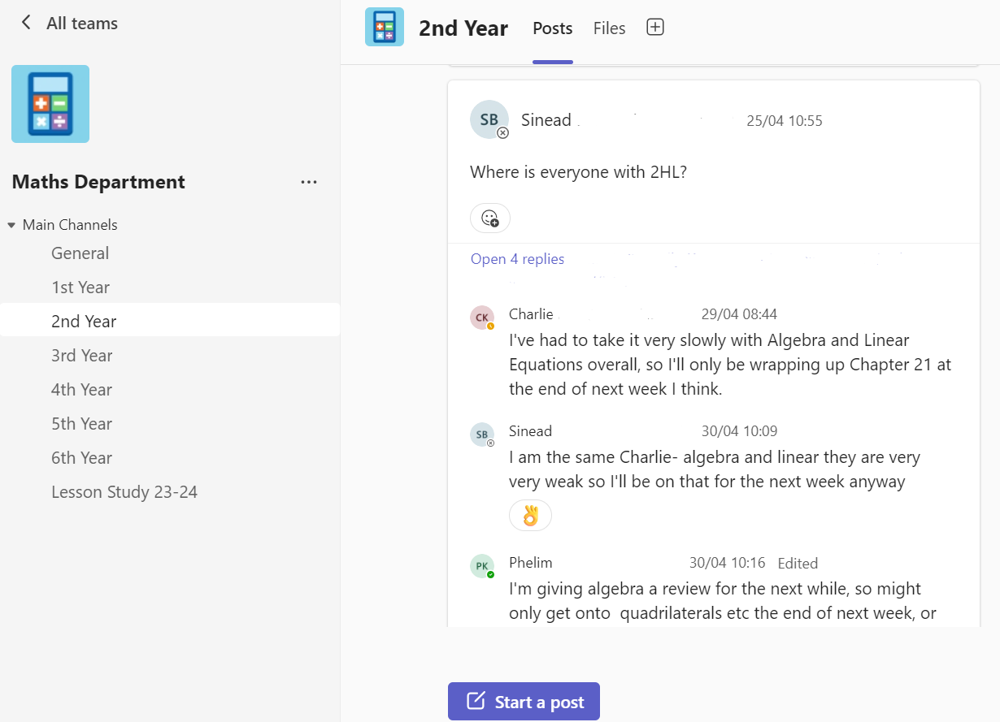 All teams
Maths Department
...
Main Channels
General
1st Year
2nd Year
3rd Year
4th Year
5th Year
6th Year
Lesson Study 23-24
2nd Year Posts Files
SB Sinead 25/04 10:55
Where is everyone with 2HL?
Open 4 replies
CK Charlie 29/04 08:44
I've had to take it very slowly with Algebra and Linear
Equations overall, so I'll only be wrapping up Chapter 21 at
the end of next week I think.
SB Sinead 30/04 10:09
I am the same Charlie- algebra and linear they are very
very weak so I'll be on that for the next week anyway
PK Phelim 30/04 10:16 Edited
I'm giving algebra a review for the next while, so might
only get onto quadrilaterals etc the end of next week, or
Start a post